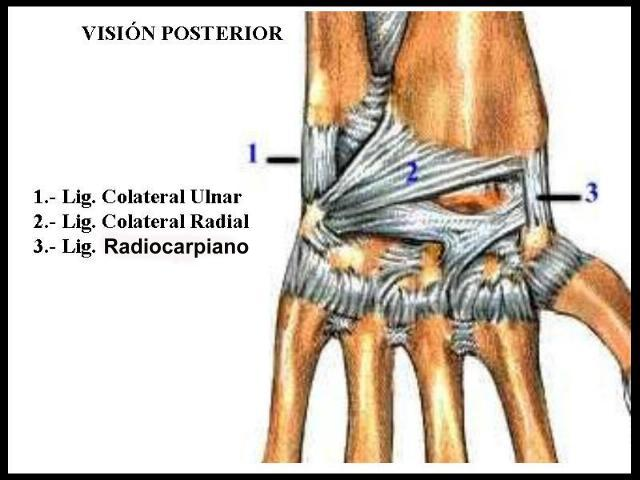 VISIÓN POSTERIOR
1
2
3
1.- Lig. Colateral Ulnar
2.- Lig. Colateral Radial
3.- Lig. Radiocarpiano